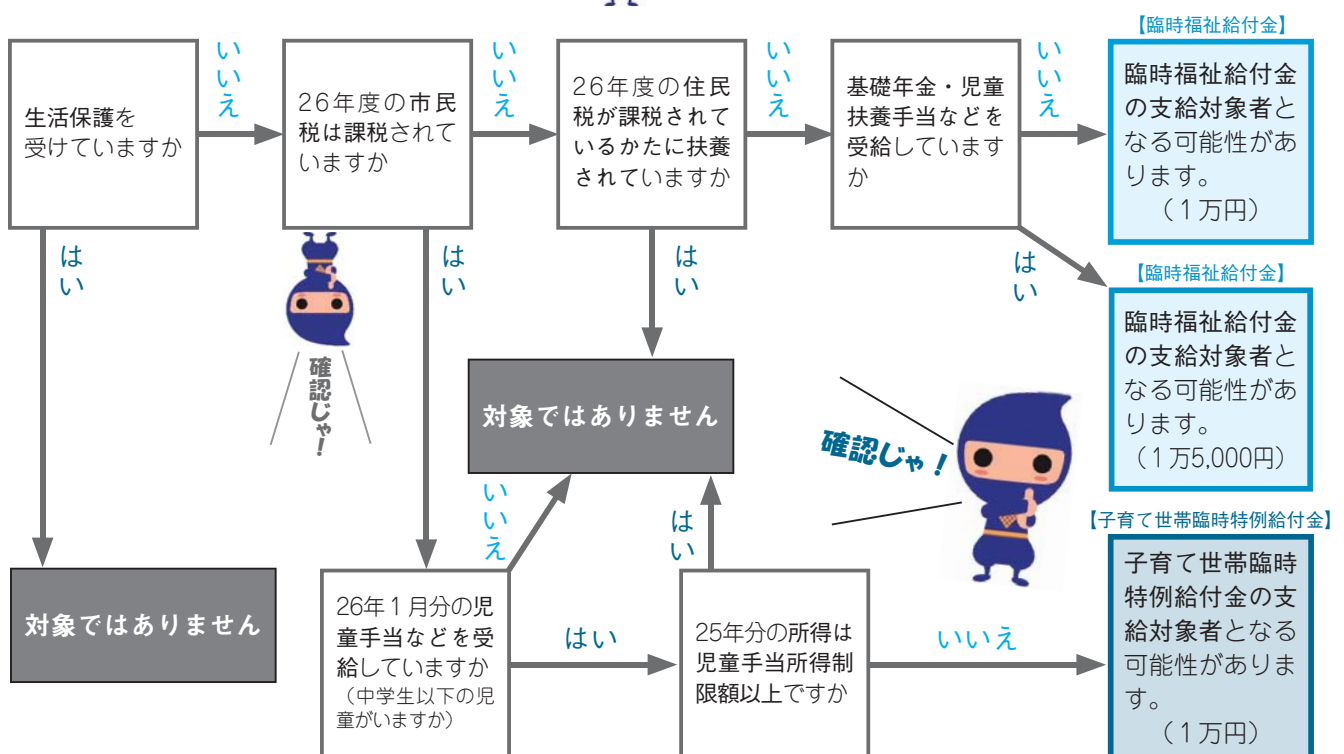 【臨時福祉給付金】
生活保護を
受けていますか
いいえ
26年度の市民
税は課税されて
いますか
いいえ
26年度の住民
税が課税されて
いるかたに扶養
されていますか
いいえ
基礎年金・児童
扶養手当などを
受給しています
か
いいえ
臨時福祉給付金
の支給対象者と
なる可能性があ
ります。
（１万円）
はい
はい
はい
はい
【臨時福祉給付金】
臨時福祉給付金
の支給対象者と
なる可能性があ
ります。
（１万5,000円）
確認じゃ！
対象ではありません
確認じゃ！
いいえ
はい
対象ではありません
26年１月分の児
童手当などを受
給していますか
（中学生以下の児
童がいますか）
はい
25年分の所得は
児童手当所得制
限額以上ですか
いいえ
【子育て世帯臨時特例給付金】
子育て世帯臨時
特例給付金の支
給対象者となる
可能性がありま
す。
（１万円）